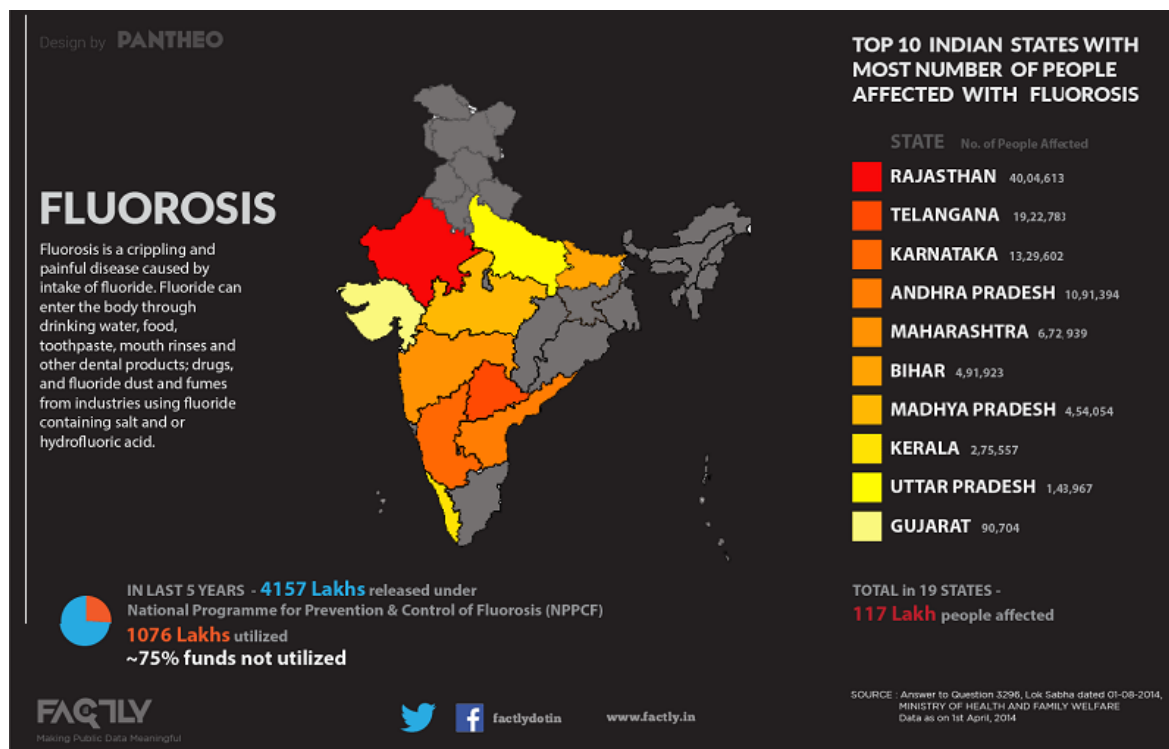 Design by PANTHEO
FLUOROSIS
Fluorosis is a crippling and
painful disease caused by
intake of fluoride. Fluoride can
enter the body through
drinking water, food,
toothpaste, mouth rinses and
other dental products; drugs,
and fluoride dust and fumes
from industries using fluoride
containing salt and or
hydrofluoric acid.
TOP 10 INDIAN STATES WITH
MOST NUMBER OF PEOPLE
AFFECTED WITH FLUOROSIS
STATE No. of People Affected
RAJASTHAN 40,04,613
TELANGANA 19,22,783
KARNATAKA 13,29,602
ANDHRA PRADESH 10,91,394
MAHARASHTRA 6,72,939
BIHAR 4,91,923
MADHYA PRADESH 4,54,054
KERALA 2,75,557
UTTAR PRADESH 1,43,967
GUJARAT 90,704
TOTAL in 19 STATES -
117 Lakh people affected
IN LAST 5 YEARS - 4157 Lakhs released under
National Programme for Prevention & Control of Fluorosis (NPPCF)
1076 Lakhs utilized
~75% funds not utilized
FACTLY
Making Public Data Meaningful
factlydotin
www.factly.in
SOURCE : Answer to Question 3296, Lok Sabha dated 01-08-2014,
MINISTRY OF HEALTH AND FAMILY WELFARE
Data as on 1st April, 2014